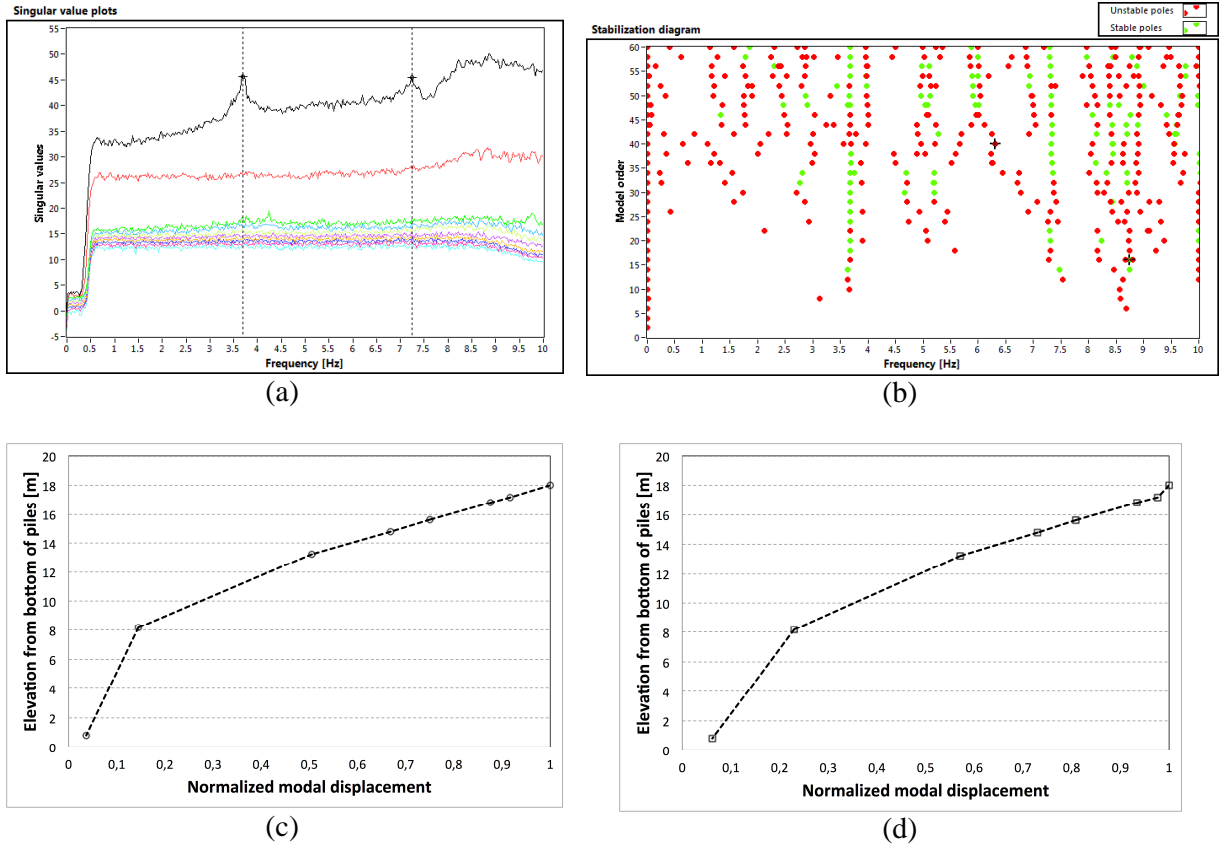 Singular value plots
Singular values
55
50
45
40
35
30
25
20
15
10
5
0
-5
0 0.5 1 1.5 2 2.5 3 3.5 4 4.5 5 5.5 6 6.5 7 7.5 8 8.5 9 9.5 10
Frequency [Hz]
(a)
Unstable poles
Stable poles
Stabilization diagram
Model order
60
55
50
45
40
35
30
25
20
15
10
5
0
0 0.5 1 1.5 2 2.5 3 3.5 4 4.5 5 5.5 6 6.5 7 7.5 8 8.5 9 9.5 10
Frequency [Hz]
(b)
Elevation from bottom of piles [m]
20
18
16
14
12
10
8
6
4
2
0
0 0,1 0,2 0,3 0,4 0,5 0,6 0,7 0,8 0,9 1
Normalized modal displacement
(c)
Elevation from bottom of piles [m]
20
18
16
14
12
10
8
6
4
2
0
0 0,1 0,2 0,3 0,4 0,5 0,6 0,7 0,8 0,9 1
Normalized modal displacement
(d)